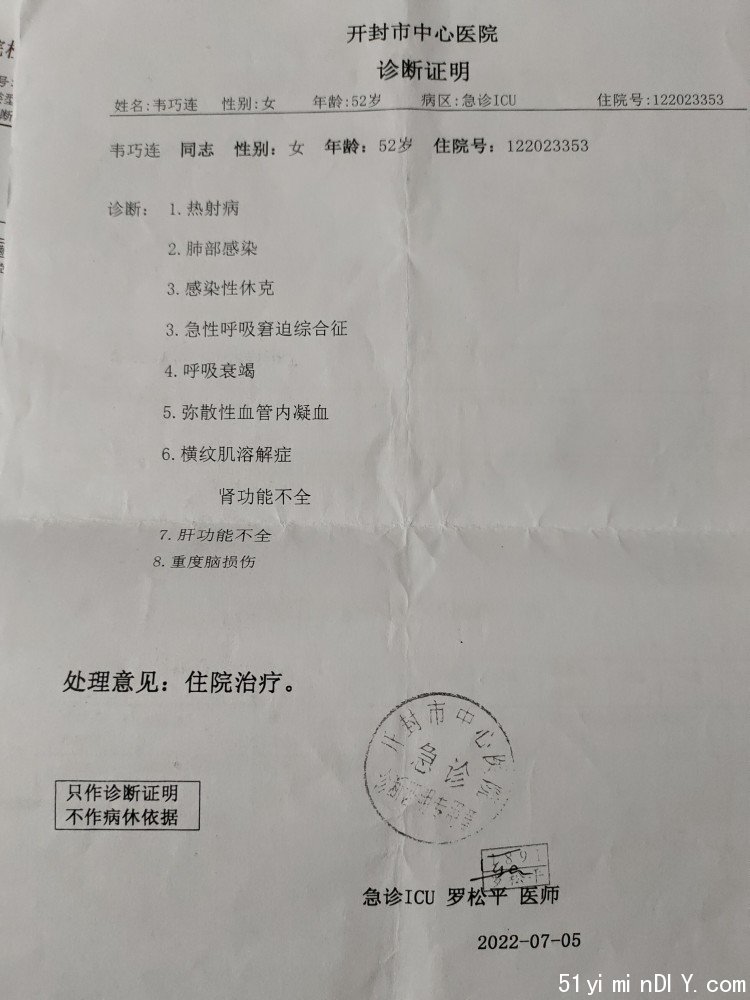 开封市中心医院
诊断证明
姓名:韦巧连 性别:女 年龄:52岁 病区:急诊ICU 住院号:122023353
韦巧连 同志 性别：女 年龄：52岁 住院号：122023353
诊断： 1.热射病
2.肺部感染
3.感染性休克
3.急性呼吸窘迫综合征
4.呼吸衰竭
5.弥散性血管内凝血
6.横纹肌溶解症
肾功能不全
7.肝功能不全
8.重度脑损伤
处理意见：住院治疗。
开封市中心医院
急诊
只作诊断证明
不作病休依据
罗松平
急诊ICU 罗松平 医师
2022-07-05
51yiminDIY.com